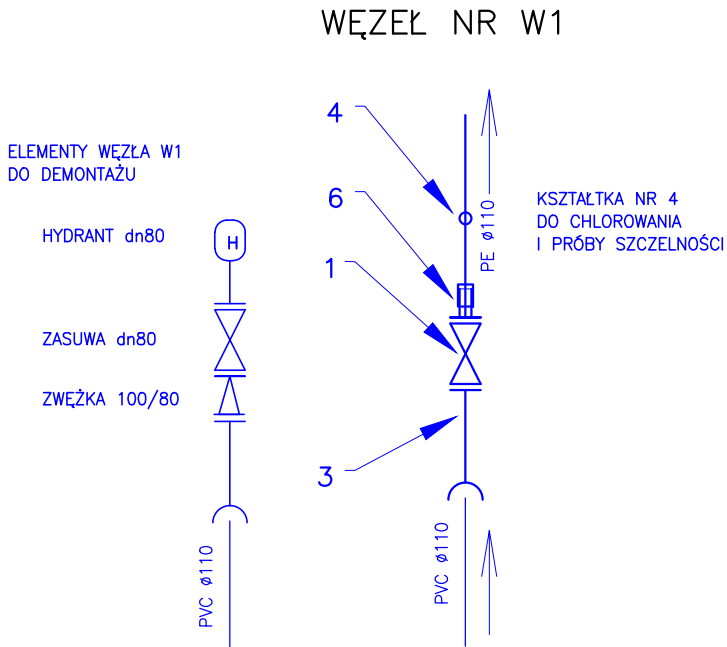 WĘZEŁ NR W1
ELEMENTY WĘZŁA W1
DO DEMONTAŻU
HYDRANT dn80
H
ZASUWA dn80
ZWĘŻKA 100/80
PVC ø110
4
6
1
3
PE ø110
PVC ø110
KSZTAŁTKA NR 4
DO CHLOROWANIA
I PRÓBY SZCZELNOŚCI